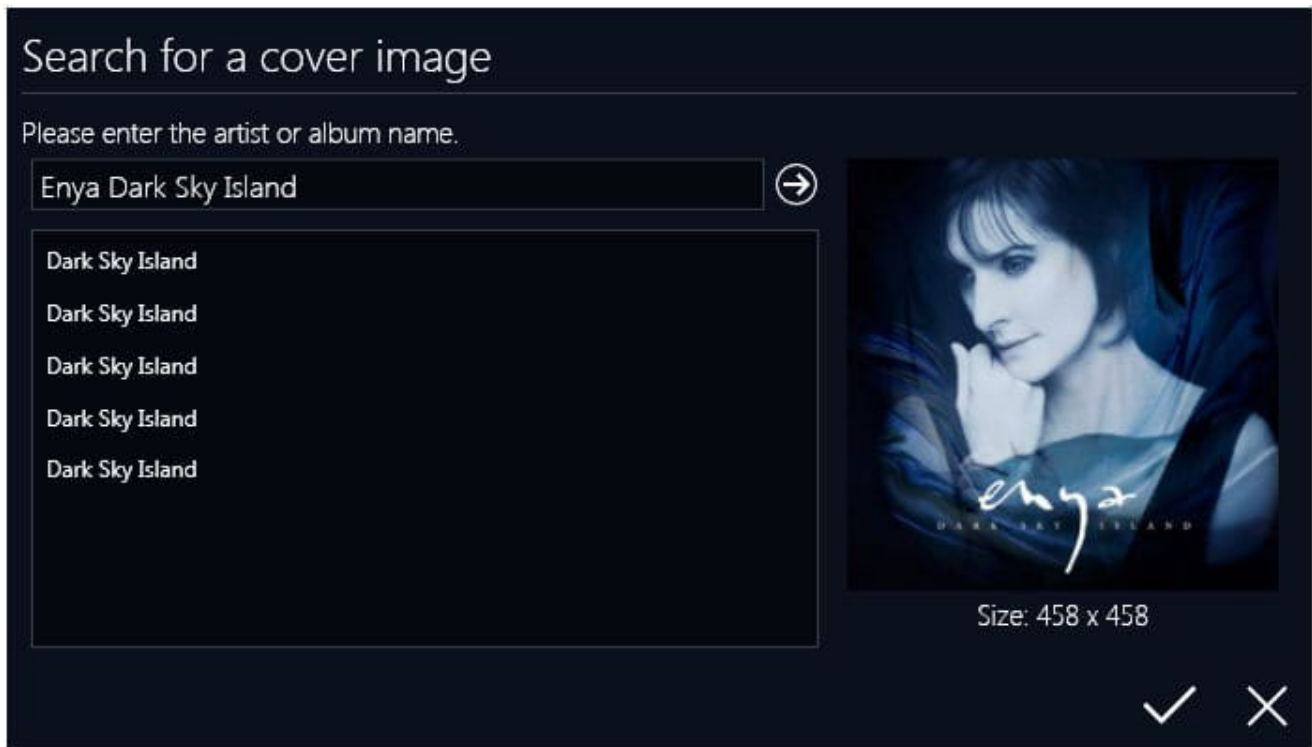 Search for a cover image
Please enter the artist or album name.
Enya Dark Sky Island
Dark Sky Island
Dark Sky Island
Dark Sky Island
Dark Sky Island
Dark Sky Island
enya
DARK SKY ISLAND
Size: 458 x 458